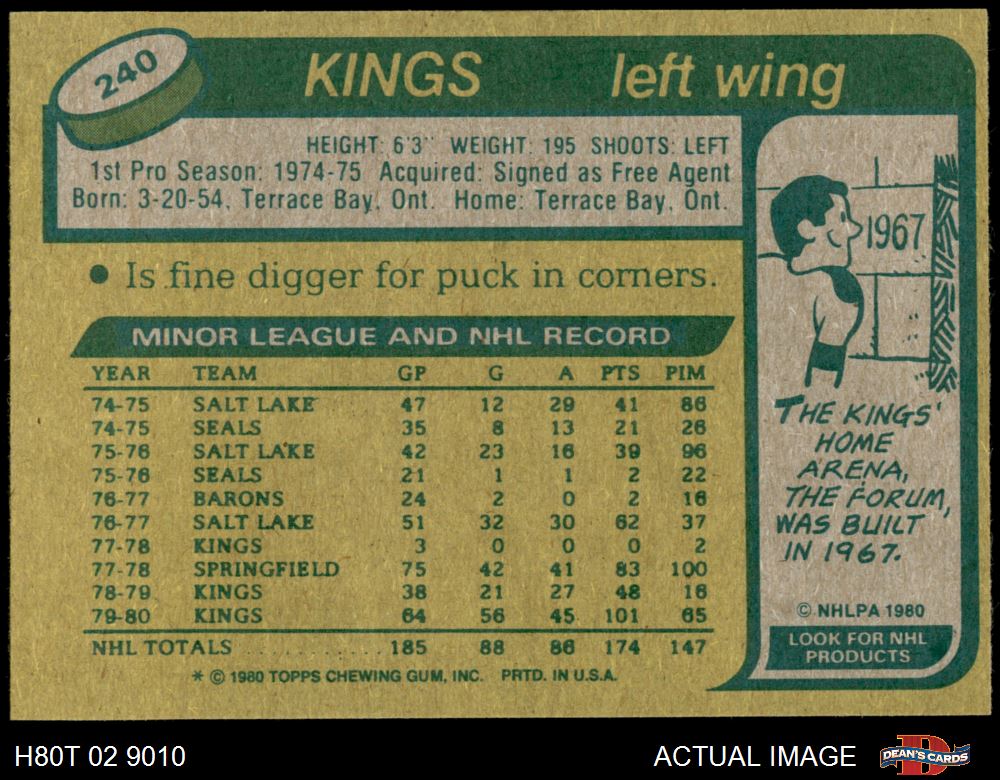 240
KINGS left wing
HEIGHT: 6'3" WEIGHT: 195 SHOOTS: LEFT
1st Pro Season: 1974-75 Acquired: Signed as Free Agent
Born: 3-20-54, Terrace Bay, Ont. Home: Terrace Bay, Ont.
• Is fine digger for puck in corners.
MINOR LEAGUE AND NHL RECORD
YEAR TEAM GP G A PTS PIM
74-75 SALT LAKE 47 12 29 41 86
74-75 SEALS 35 8 13 21 26
75-76 SALT LAKE 42 23 16 39 96
75-76 SEALS 21 1 1 2 22
76-77 BARONS 24 2 0 2 16
76-77 SALT LAKE 51 32 30 62 37
77-78 KINGS 3 0 0 0 2
77-78 SPRINGFIELD 75 42 41 83 100
78-79 KINGS 38 21 27 48 16
79-80 KINGS 64 56 45 101 65
NHL TOTALS . . . . . . . . . . . . 185 88 86 174 147
* © 1980 TOPPS CHEWING GUM, INC. PRTD. IN U.S.A.
1967
THE KINGS'
HOME
ARENA,
THE FORUM,
WAS BUILT
IN 1967.
© NHLPA 1980
LOOK FOR NHL
PRODUCTS
H80T 02 9010 ACTUAL IMAGE
D
DEAN'S CARDS